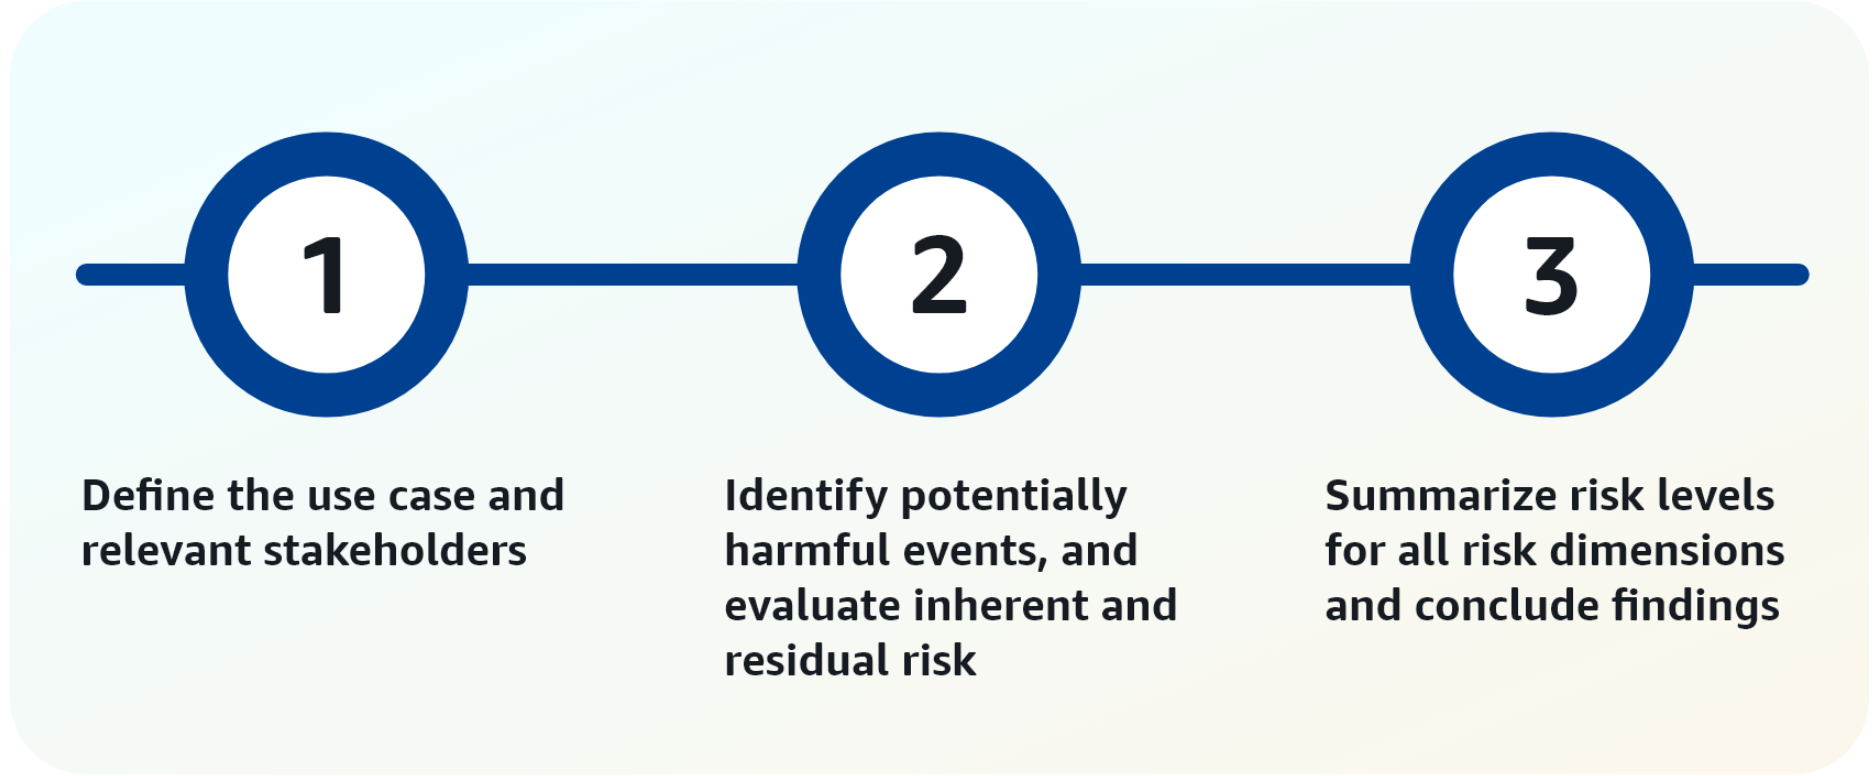 1
Define the use case and
relevant stakeholders
2
Identify potentially
harmful events, and
evaluate inherent and
residual risk
3
Summarize risk levels
for all risk dimensions
and conclude findings